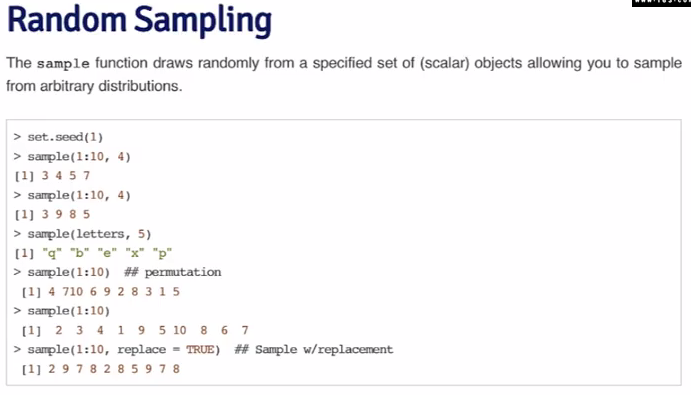 Random Sampling
The sample function draws randomly from a specified set of (scalar) objects allowing you to sample
from arbitrary distributions.
> set.seed(1)
> sample(1:10, 4)
[1] 3 4 5 7
> sample(1:10, 4)
[1] 3 9 8 5
> sample(letters, 5)
[1] "q" "b" "e" "x" "p"
> sample(1:10)  ## permutation
[1] 4 710 6 9 2 8 3 1 5
> sample(1:10)
[1]  2  3  4  1  9  5 10  8  6  7
> sample(1:10, replace = TRUE)  ## Sample w/replacement
[1] 2 9 7 8 2 8 5 9 7 8